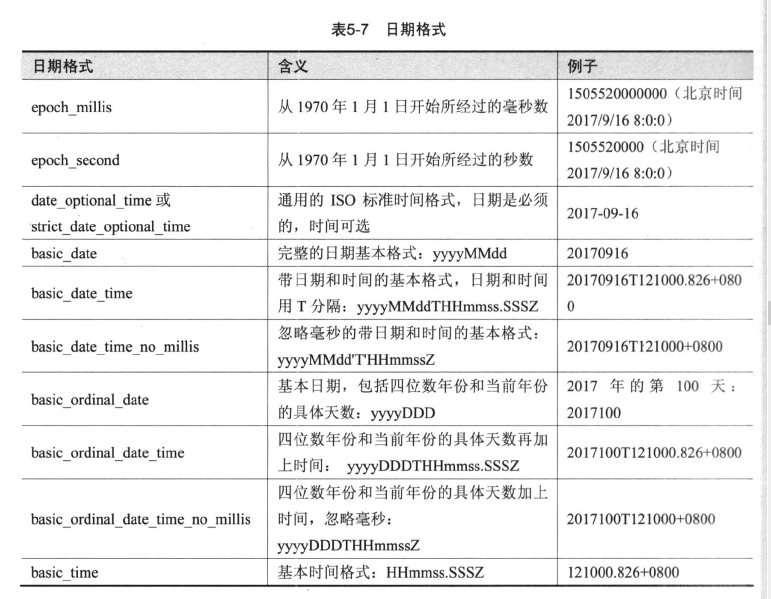 表5-7 日期格式
日期格式 含义 例子
epoch_millis 从 1970 年 1 月 1 日开始所经过的毫秒数 1505520000000（北京时间
2017/9/16 8:0:0）
epoch_second 从 1970 年 1 月 1 日开始所经过的秒数 1505520000（北京时间
2017/9/16 8:0:0）
date_optional_time 或
strict_date_optional_time
通用的 ISO 标准时间格式，日期是必须
的，时间可选
2017-09-16
basic_date 完整的日期基本格式：yyyyMMdd 20170916
basic_date_time
带日期和时间的基本格式，日期和时间
用 T 分隔：yyyyMMddTHHmmss.SSSZ
20170916T121000.826+080
0
basic_date_time_no_millis
忽略毫秒的带日期和时间的基本格式：
yyyyMMdd'T'HHmmssZ
20170916T121000+0800
basic_ordinal_date
基本日期，包括四位数年份和当前年份
的具体天数：yyyyDDD
2017 年的第 100 天：
2017100
basic_ordinal_date_time
四位数年份和当前年份的具体天数再加
上时间： yyyyDDDTHHmmss.SSSZ
2017100T121000.826+0800
basic_ordinal_date_time_no_millis
四位数年份和当前年份的具体天数加上
时间，忽略毫秒：
yyyyDDDTHHmmssZ
2017100T121000+0800
basic_time 基本时间格式：HHmmss.SSSZ 121000.826+0800